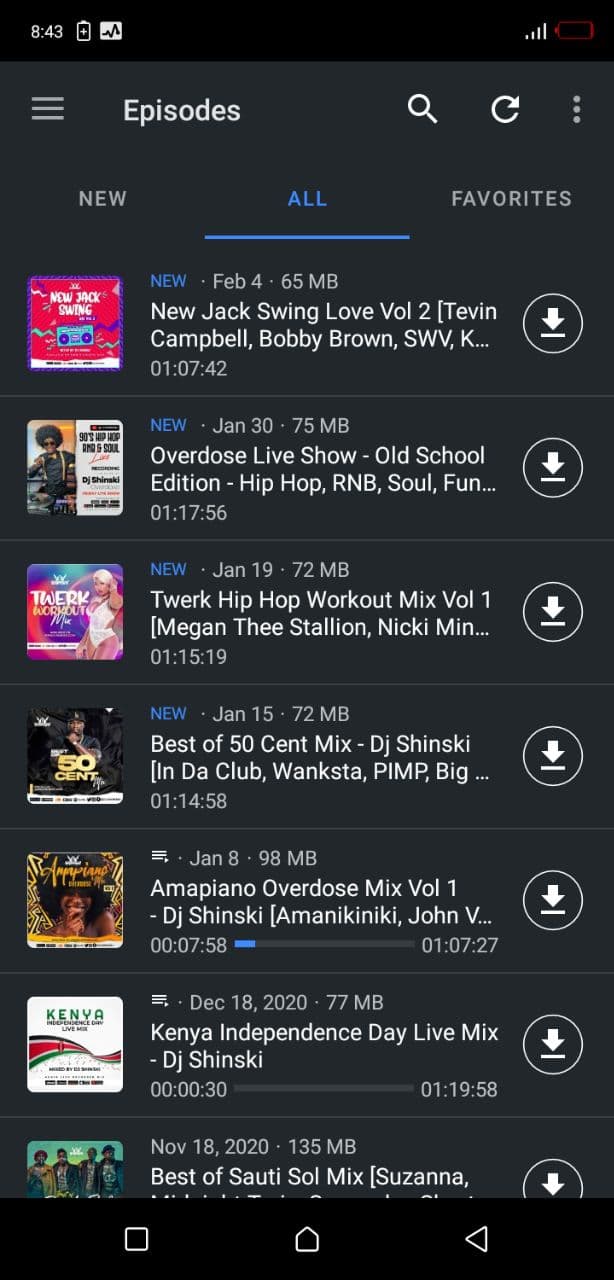 8:43
Episodes
NEW
ALL
FAVORITES
NEW · Feb 4 · 65 MB
New Jack Swing Love Vol 2 [Tevin
Campbell, Bobby Brown, SWV, K...
01:07:42
NEW JACK
SWING
NEW · Jan 30 · 75 MB
Overdose Live Show - Old School
Edition - Hip Hop, RNB, Soul, Fun...
01:17:56
90'S HIP HOP
RNB & SOUL
Live
RECORDING
Dj Shinski
NEW · Jan 19 · 72 MB
Twerk Hip Hop Workout Mix Vol 1
[Megan Thee Stallion, Nicki Min...
01:15:19
TWERK
WORKOUT
Mix
NEW · Jan 15 · 72 MB
Best of 50 Cent Mix - Dj Shinski
[In Da Club, Wanksta, PIMP, Big ...
01:14:58
BEST
50
CENT
Mix
· Jan 8 · 98 MB
Amapiano Overdose Mix Vol 1
- Dj Shinski [Amanikiniki, John V...
00:07:58
01:07:27
Amapiano
OVERDOSE
· Dec 18, 2020 · 77 MB
Kenya Independence Day Live Mix
- Dj Shinski
00:00:30
01:19:58
KENYA
INDEPENDENCE DAY
LIVE MIX
MIXED BY DJ SHINSKI
Nov 18, 2020 · 135 MB
Best of Sauti Sol Mix [Suzanna,